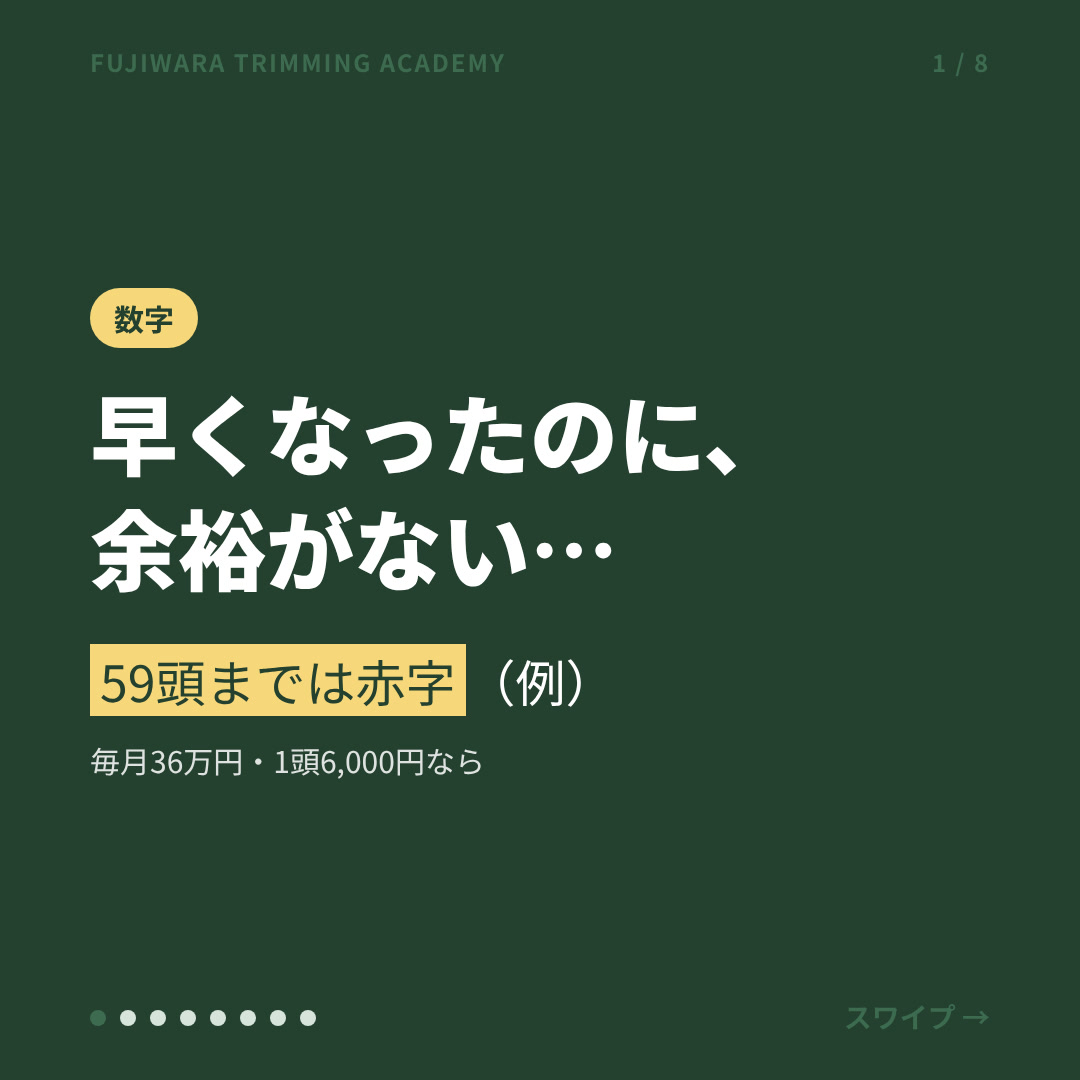 FUJIWARA TRIMMING ACADEMY
1 / 8
数字
早くなったのに、
余裕がない…
59頭までは赤字（例）
毎月36万円・1頭6,000円なら
スワイプ →